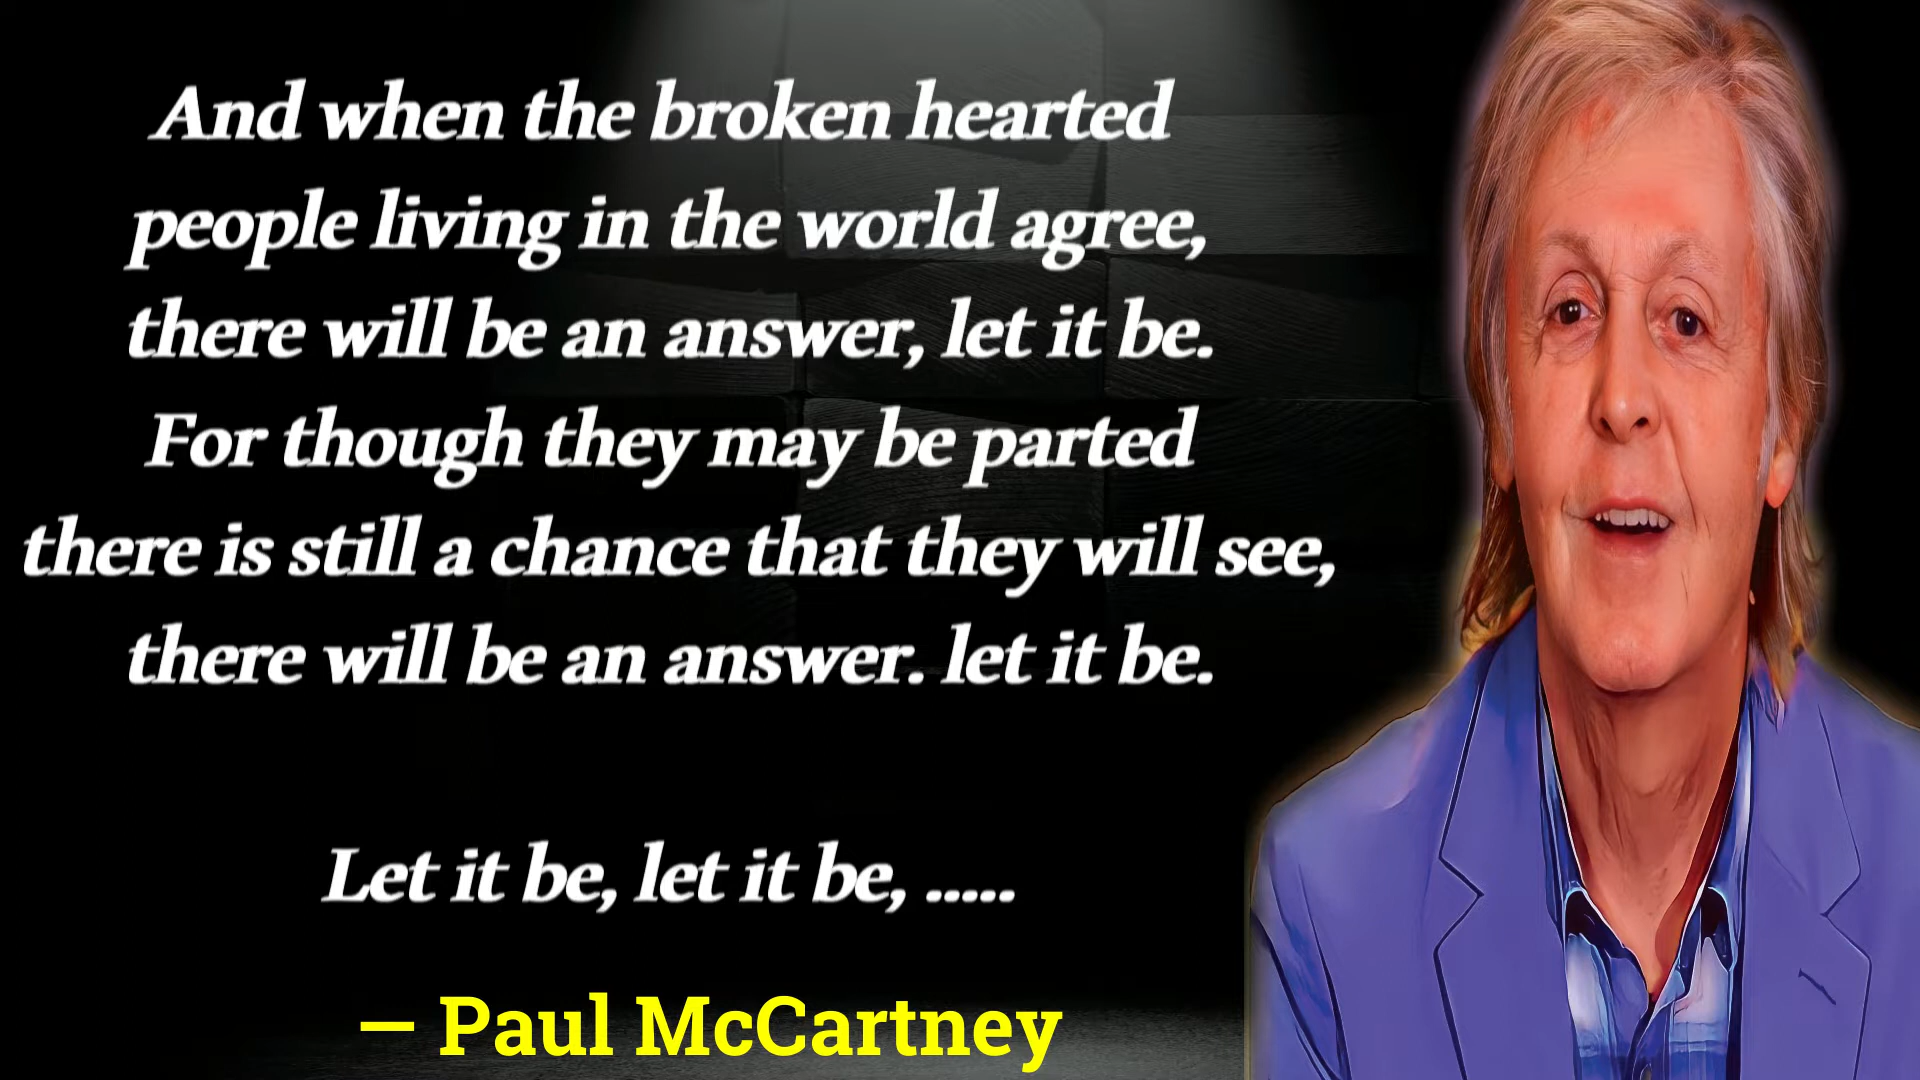 And when the broken hearted
people living in the world agree,
there will be an answer, let it be.
For though they may be parted
there is still a chance that they will see,
there will be an answer. let it be.
Let it be, let it be, .....
— Paul McCartney